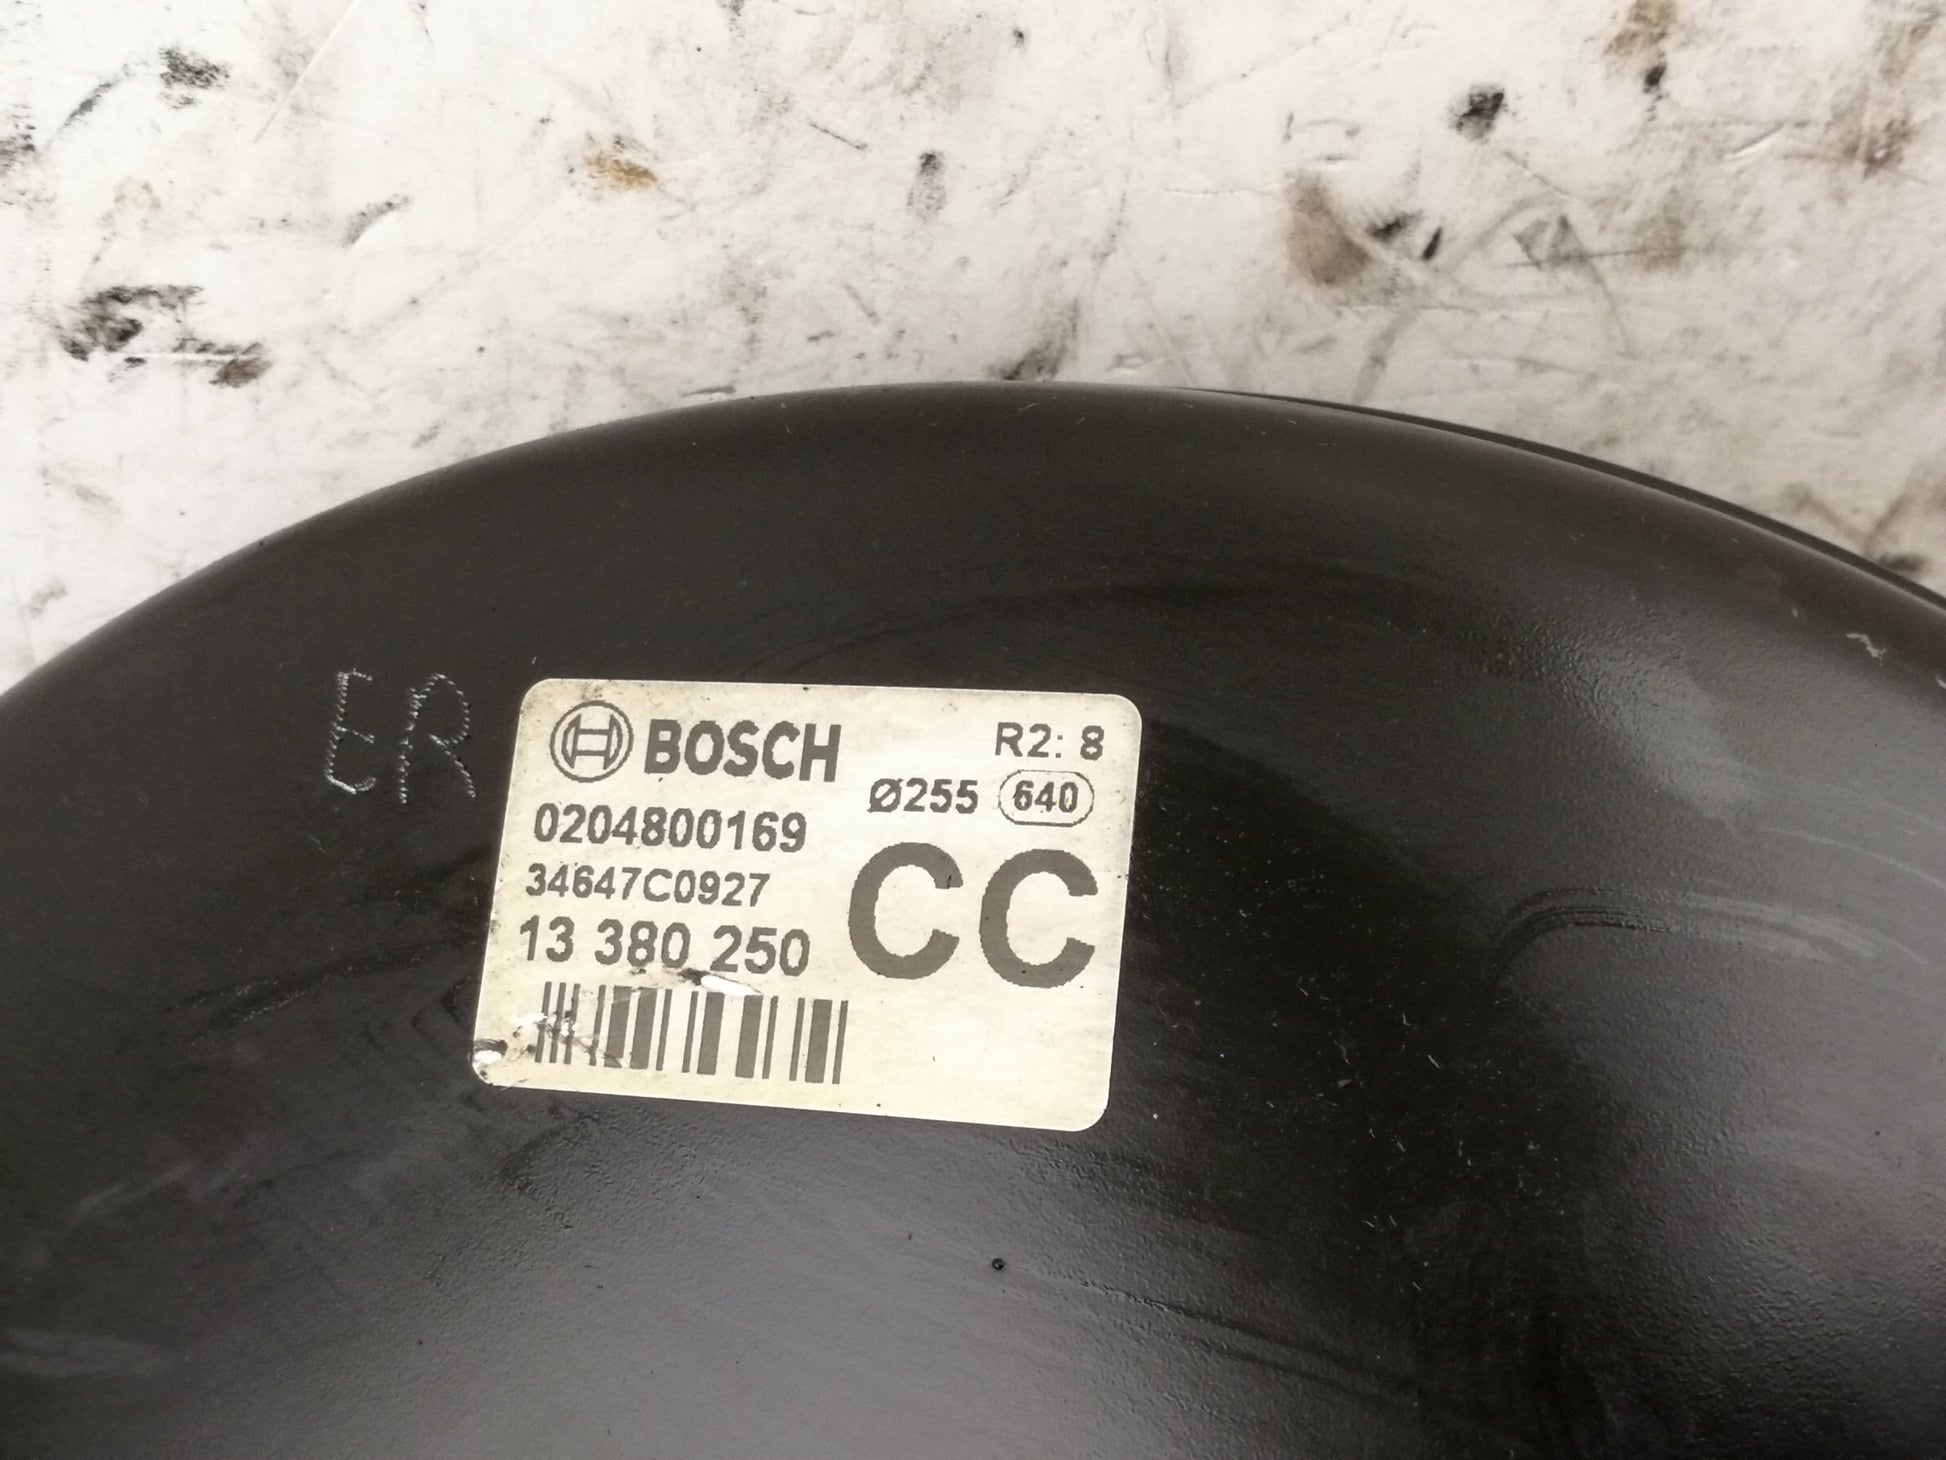 ER
BOSCH
R2: 8
Ø255 640
0204800169
34647C0927
CC
13 380 250